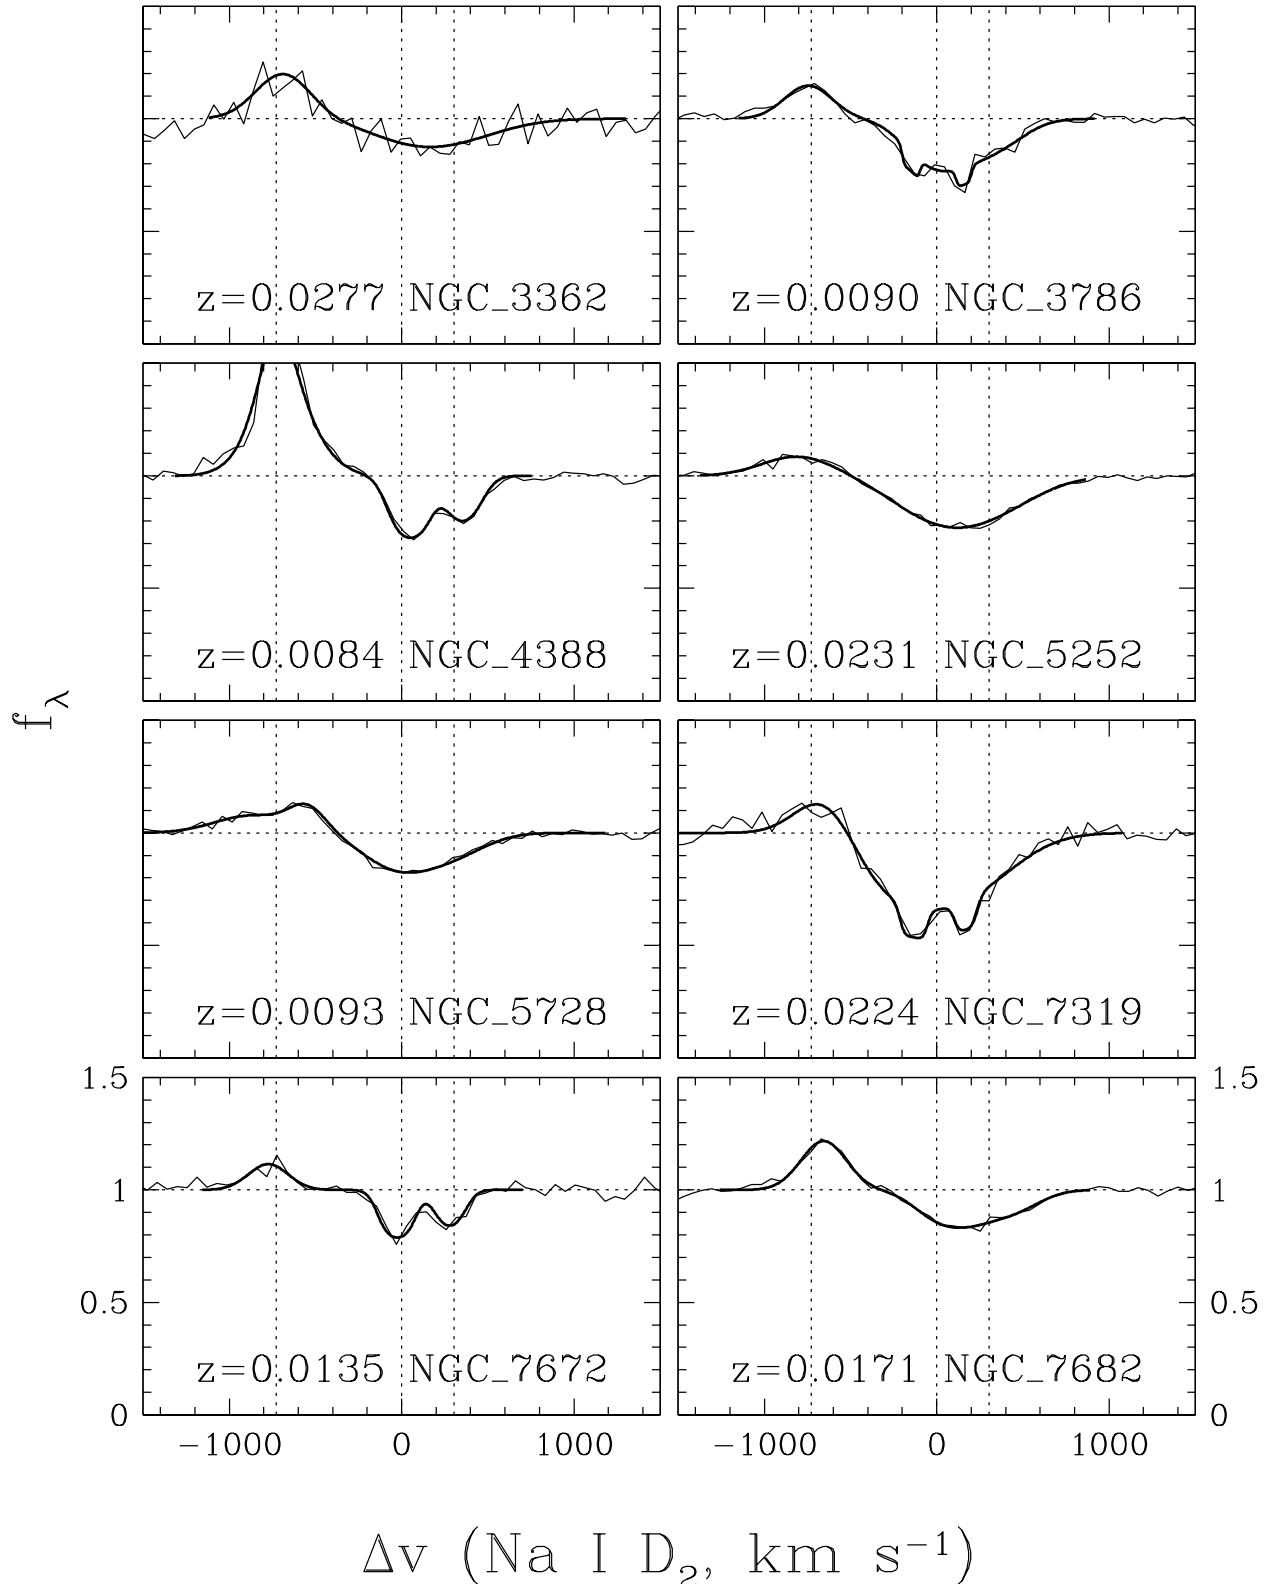 z=0.0277 NGC_3362
z=0.0090 NGC_3786
z=0.0084 NGC_4388
z=0.0231 NGC_5252
fλ
z=0.0093 NGC_5728
z=0.0224 NGC_7319
1.5
1.5
1
1
0.5
0.5
z=0.0135 NGC_7672
z=0.0171 NGC_7682
0
0
−1000 0 1000
−1000 0 1000
Δv (Na I D₂, km s⁻¹)